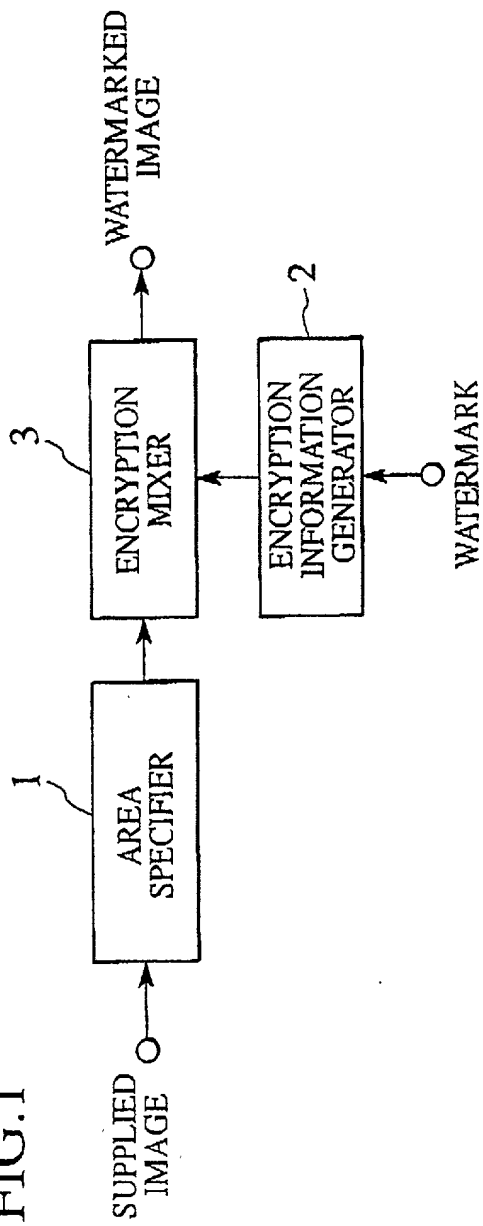 FIG.1
SUPPLIED
IMAGE
1
AREA
SPECIFIER
3
ENCRYPTION
MIXER
WATERMARKED
IMAGE
2
ENCRYPTION
INFORMATION
GENERATOR
WATERMARK